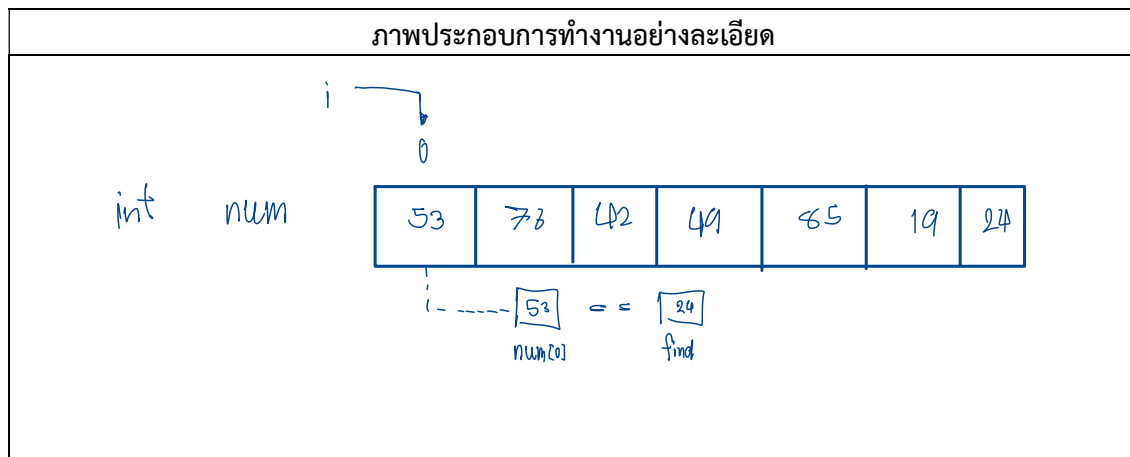 ภาพประกอบการทำงานอย่างละเอียด
i
0
int num 53 73 42 49 85 19 24
53 == 24
num[0] find